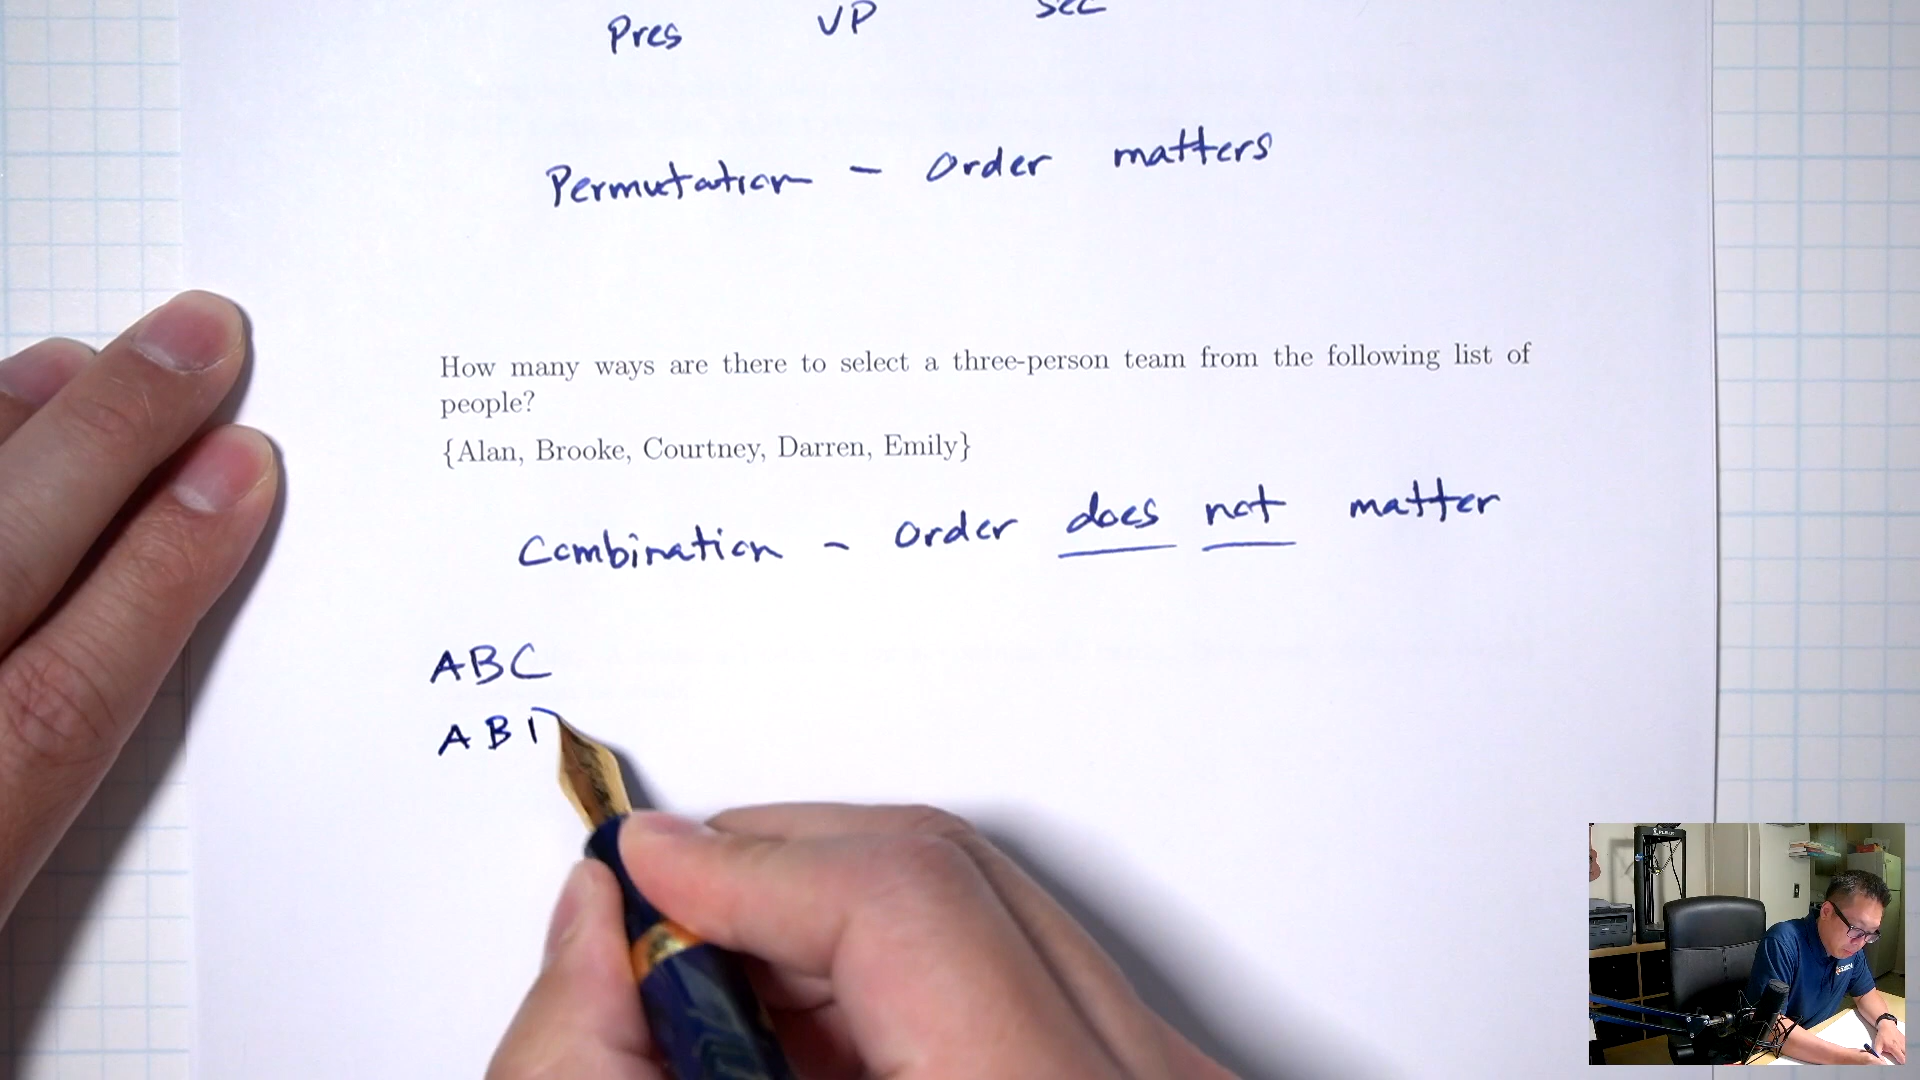 Pres VP Sec
Permutation - Order matters
How many ways are there to select a three-person team from the following list of
people?
{Alan, Brooke, Courtney, Darren, Emily}
Combination - Order does not matter
ABC
AB